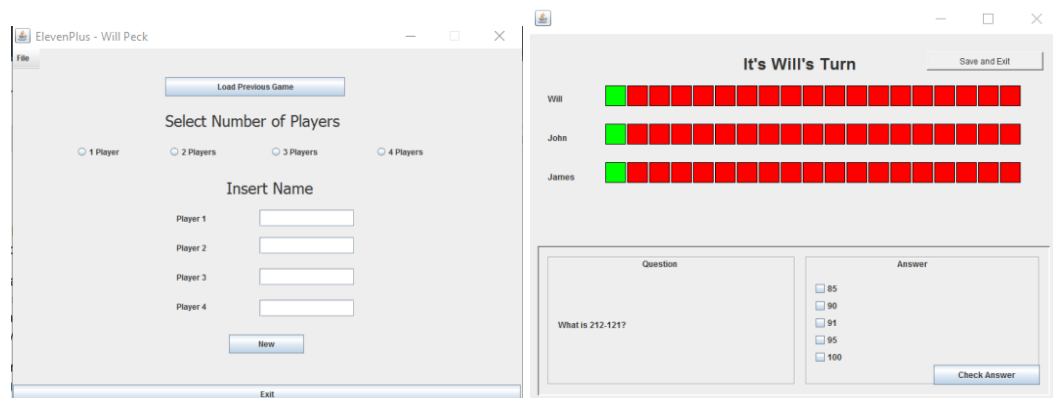 ElevenPlus - Will Peck
File
Load Previous Game
Select Number of Players
1 Player 2 Players 3 Players 4 Players
Insert Name
Player 1
Player 2
Player 3
Player 4
New
Exit
It's Will's Turn
Save and Exit
Will
John
James
Question
What is 212-121?
Answer
85
90
91
95
100
Check Answer